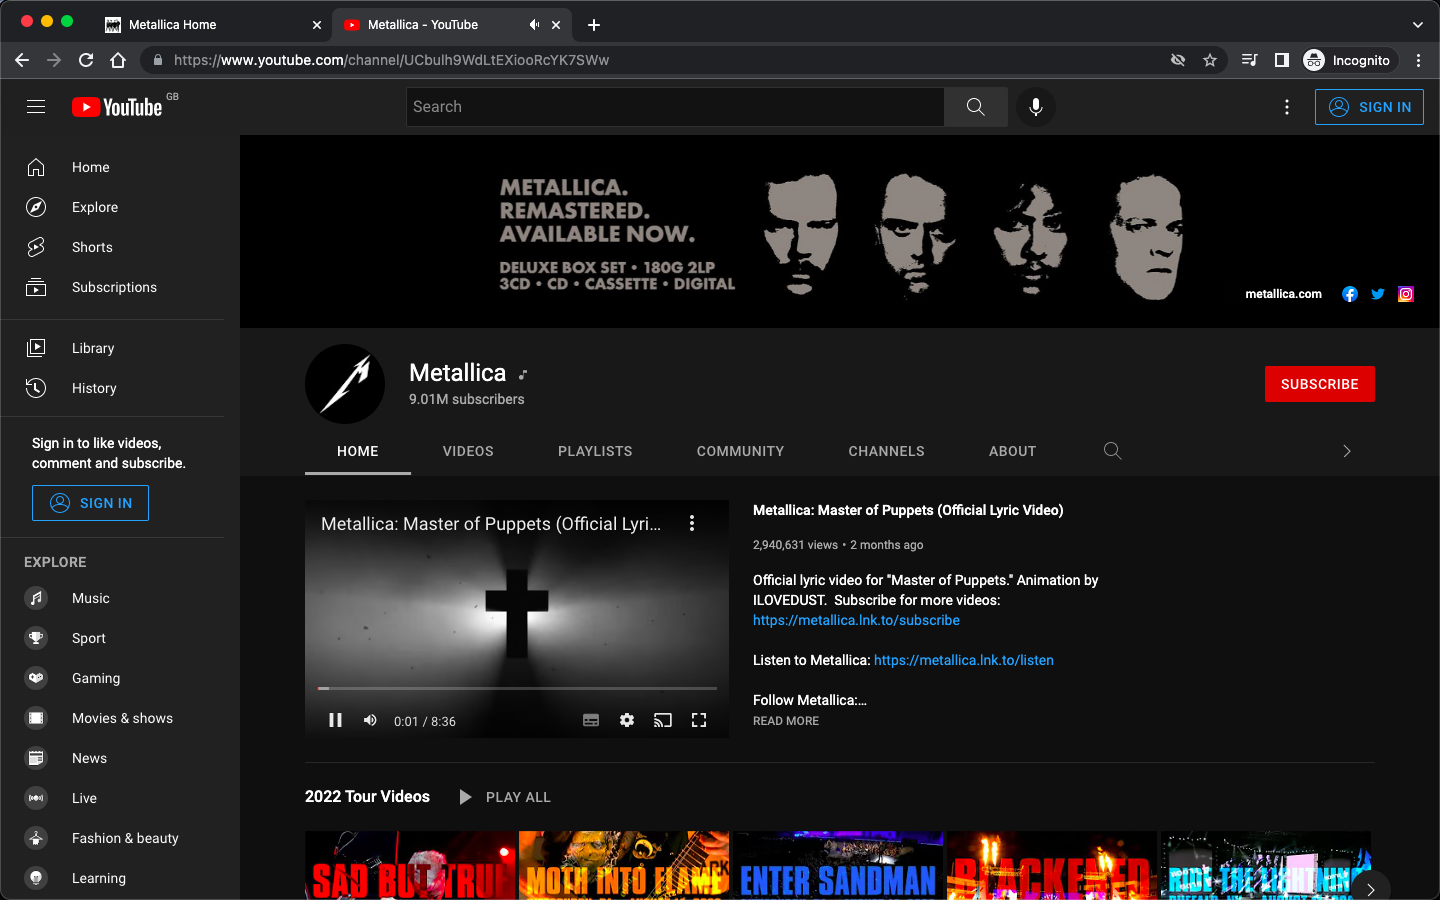 Metallica Home
Metallica - YouTube
https://www.youtube.com/channel/UCbulh9WdLtEXiooRcYK7SWw
Incognito
YouTube GB
Search
SIGN IN
Home
Explore
Shorts
Subscriptions
Library
History
Sign in to like videos,
comment and subscribe.
SIGN IN
EXPLORE
Music
Sport
Gaming
Movies & shows
News
Live
Fashion & beauty
Learning
METALLICA.
REMASTERED.
AVAILABLE NOW.
DELUXE BOX SET • 180G 2LP
3CD • CD • CASSETTE • DIGITAL
metallica.com
Metallica
9.01M subscribers
SUBSCRIBE
HOME
VIDEOS
PLAYLISTS
COMMUNITY
CHANNELS
ABOUT
Metallica: Master of Puppets (Official Lyri...
0:01 / 8:36
Metallica: Master of Puppets (Official Lyric Video)
2,940,631 views • 2 months ago
Official lyric video for "Master of Puppets." Animation by
ILOVEDUST. Subscribe for more videos:
https://metallica.lnk.to/subscribe
Listen to Metallica: https://metallica.lnk.to/listen
Follow Metallica:...
READ MORE
2022 Tour Videos
PLAY ALL
SAD BUT TRUE
MOTH INTO FLAME
ENTER SANDMAN
BLACKENED
RIDE THE LIGHTNING